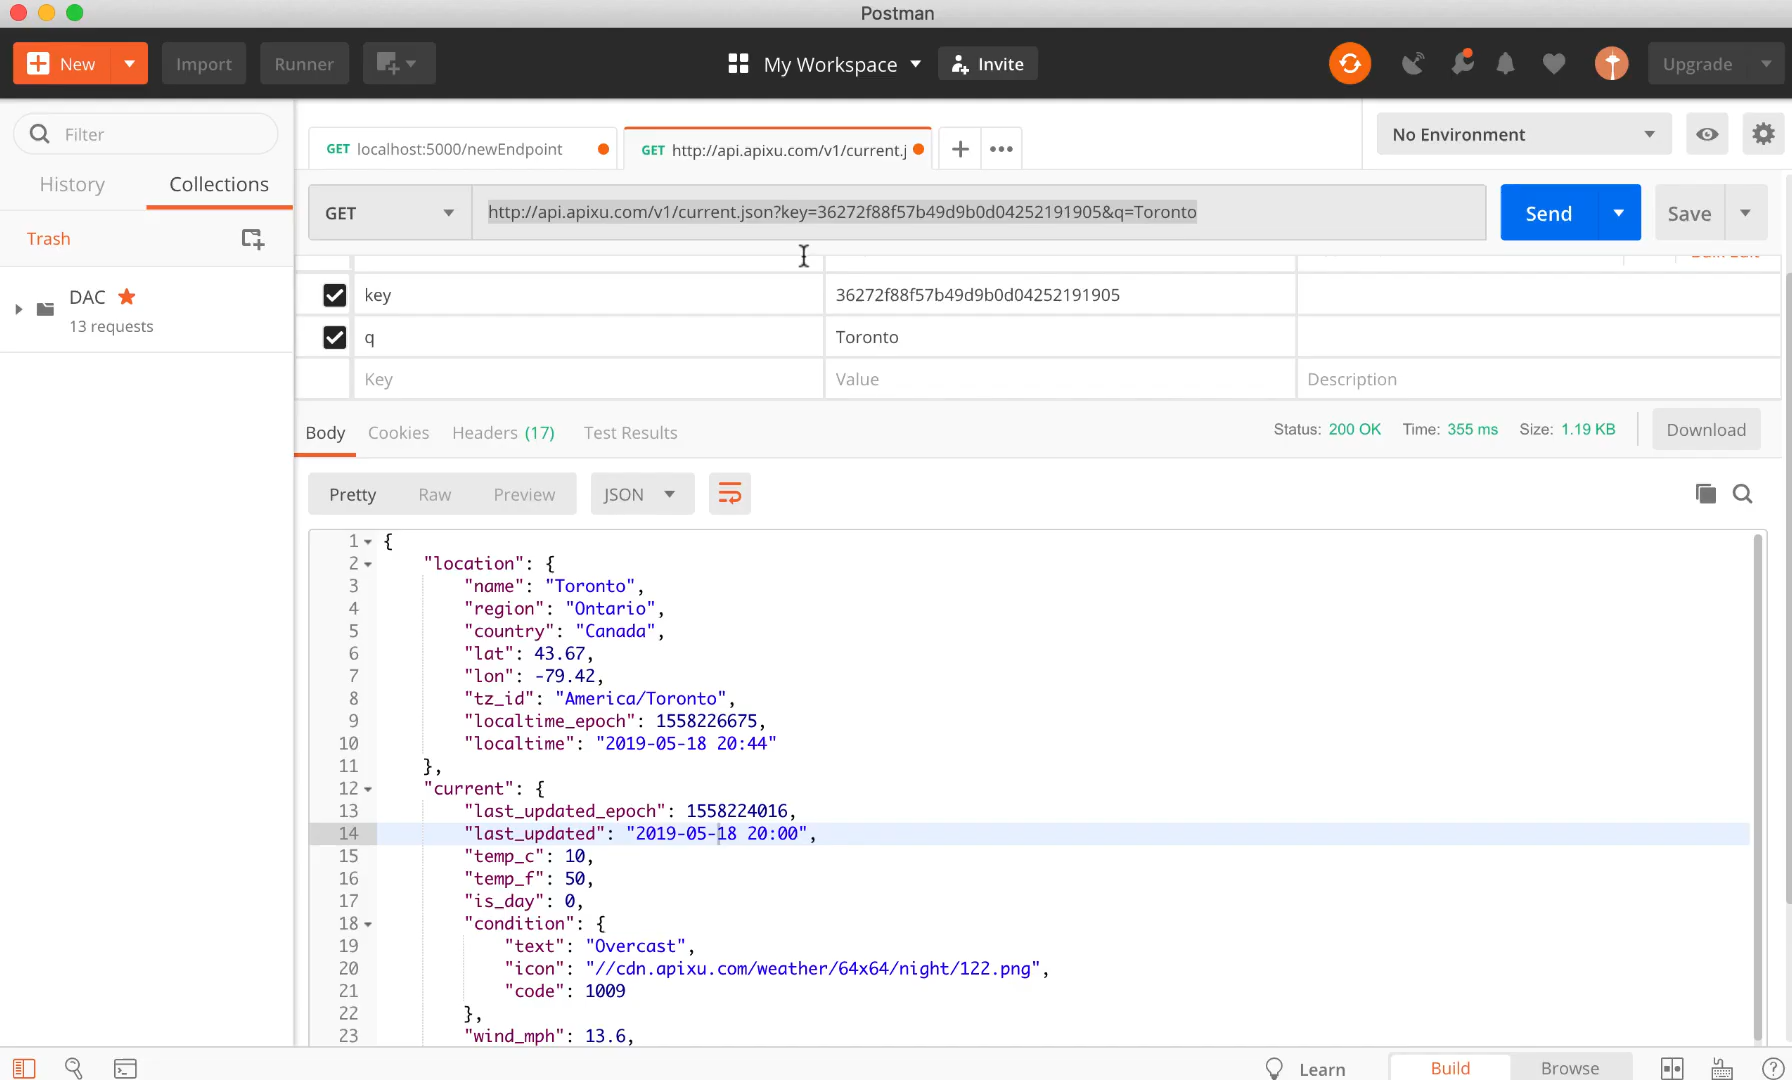 Postman
New
Import
Runner
My Workspace
Invite
Upgrade
Filter
History
Collections
Trash
DAC
13 requests
GET localhost:5000/newEndpoint
GET http://api.apixu.com/v1/current.j
No Environment
GET
http://api.apixu.com/v1/current.json?key=36272f88f57b49d9b0d04252191905&q=Toronto
Send
Save
Bulk Edit
key
36272f88f57b49d9b0d04252191905
q
Toronto
Key
Value
Description
Body
Cookies
Headers (17)
Test Results
Status: 200 OK
Time: 355 ms
Size: 1.19 KB
Download
Pretty
Raw
Preview
JSON
1 {
2 "location": {
3 "name": "Toronto",
4 "region": "Ontario",
5 "country": "Canada",
6 "lat": 43.67,
7 "lon": -79.42,
8 "tz_id": "America/Toronto",
9 "localtime_epoch": 1558226675,
10 "localtime": "2019-05-18 20:44"
11 },
12 "current": {
13 "last_updated_epoch": 1558224016,
14 "last_updated": "2019-05-18 20:00",
15 "temp_c": 10,
16 "temp_f": 50,
17 "is_day": 0,
18 "condition": {
19 "text": "Overcast",
20 "icon": "//cdn.apixu.com/weather/64x64/night/122.png",
21 "code": 1009
22 },
23 "wind_mph": 13.6,
Learn
Build
Browse